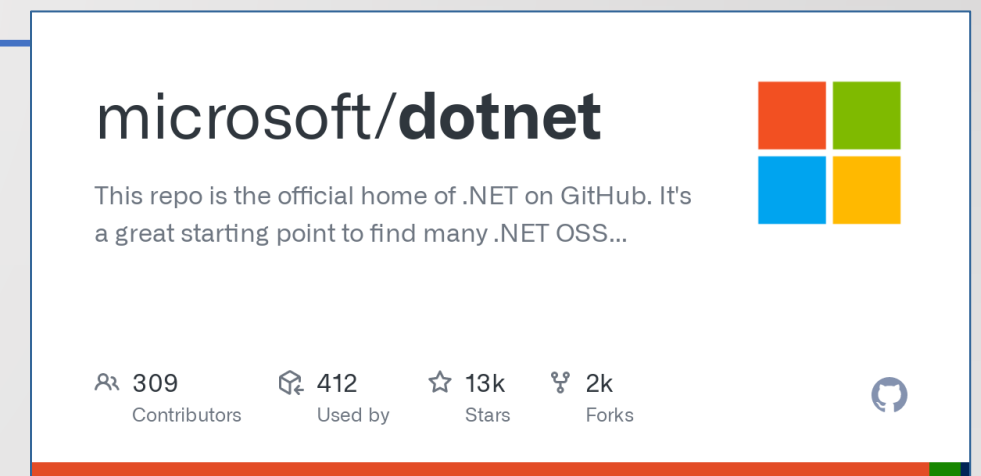 microsoft/dotnet
This repo is the official home of .NET on GitHub. It's
a great starting point to find many .NET OSS...
309 412 13k 2k
Contributors Used by Stars Forks